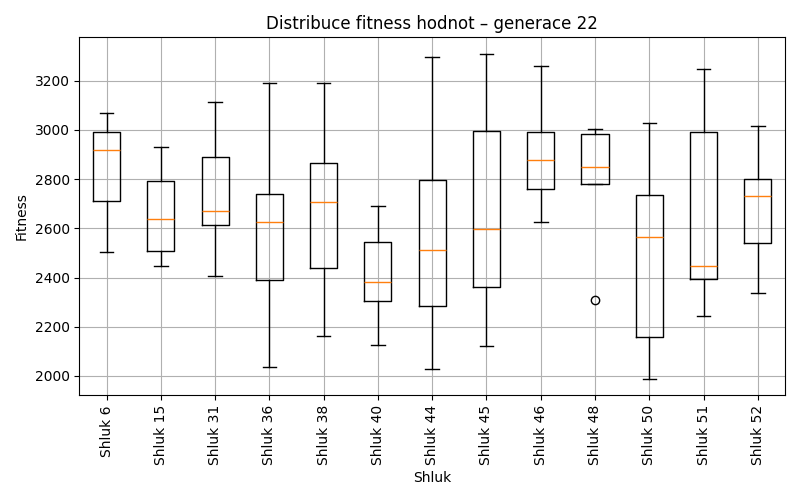 Distribuce fitness hodnot – generace 22
Fitness
3200
3000
2800
2600
2400
2200
2000
Shluk 6
Shluk 15
Shluk 31
Shluk 36
Shluk 38
Shluk 40
Shluk 44
Shluk 45
Shluk 46
Shluk 48
Shluk 50
Shluk 51
Shluk 52
Shluk